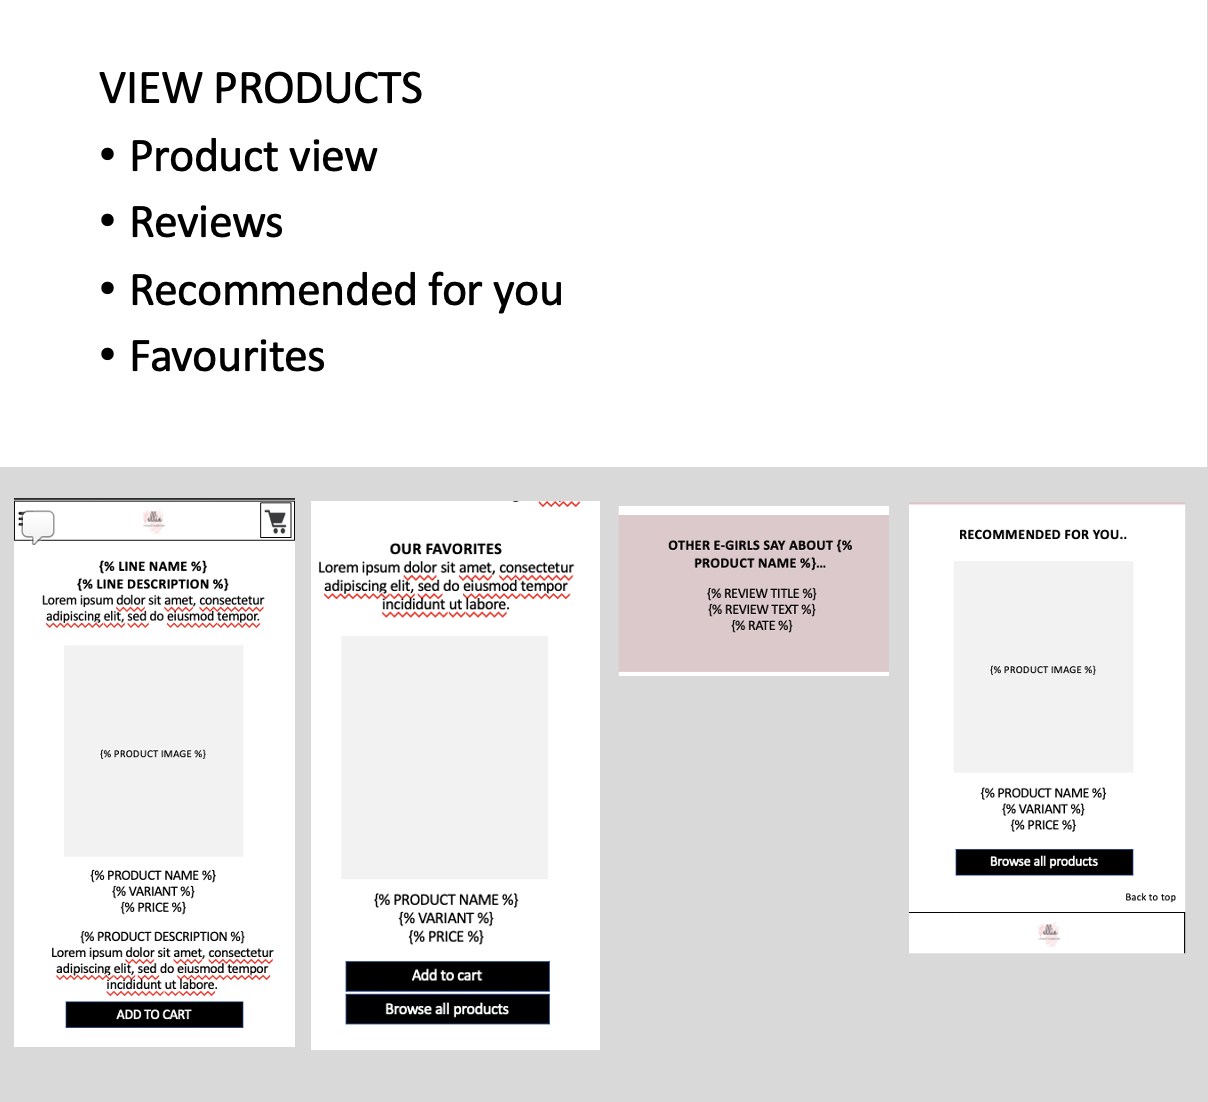 VIEW PRODUCTS
• Product view
• Reviews
• Recommended for you
• Favourites
{% LINE NAME %}
{% LINE DESCRIPTION %}
Lorem ipsum dolor sit amet, consectetur
adipiscing elit, sed do eiusmod tempor.
{% PRODUCT IMAGE %}
{% PRODUCT NAME %}
{% VARIANT %}
{% PRICE %}
{% PRODUCT DESCRIPTION %}
Lorem ipsum dolor sit amet, consectetur
adipiscing elit, sed do eiusmod tempor
incididunt ut labore.
ADD TO CART
OUR FAVORITES
Lorem ipsum dolor sit amet, consectetur
adipiscing elit, sed do eiusmod tempor
incididunt ut labore.
{% PRODUCT NAME %}
{% VARIANT %}
{% PRICE %}
Add to cart
Browse all products
OTHER E-GIRLS SAY ABOUT {%
PRODUCT NAME %}...
{% REVIEW TITLE %}
{% REVIEW TEXT %}
{% RATE %}
RECOMMENDED FOR YOU..
{% PRODUCT IMAGE %}
{% PRODUCT NAME %}
{% VARIANT %}
{% PRICE %}
Browse all products
Back to top